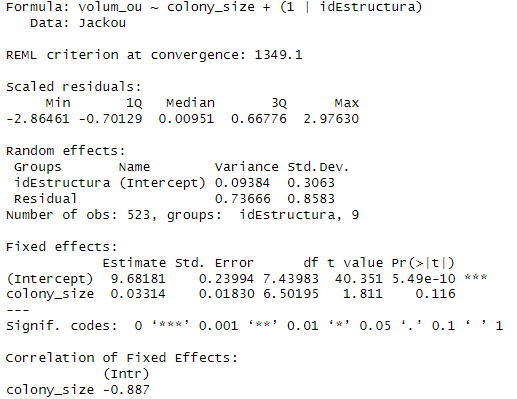 Formula: volum_ou ~ colony_size + (1 | idEstructura)
   Data: Jackou

REML criterion at convergence: 1349.1

Scaled residuals:
     Min       1Q   Median       3Q      Max
-2.86461 -0.70129  0.00951  0.66776  2.97630

Random effects:
 Groups       Name        Variance Std.Dev.
 idEstructura (Intercept) 0.09384  0.3063
 Residual                 0.73666  0.8583
Number of obs: 523, groups:  idEstructura, 9

Fixed effects:
            Estimate Std. Error      df t value Pr(>|t|)
(Intercept)  9.68181    0.23994 7.43983  40.351 5.49e-10 ***
colony_size  0.03314    0.01830 6.50195   1.811    0.116
---
Signif. codes:  0 ‘***’ 0.001 ‘**’ 0.01 ‘*’ 0.05 ‘.’ 0.1 ‘ ’ 1

Correlation of Fixed Effects:
            (Intr)
colony_size -0.887